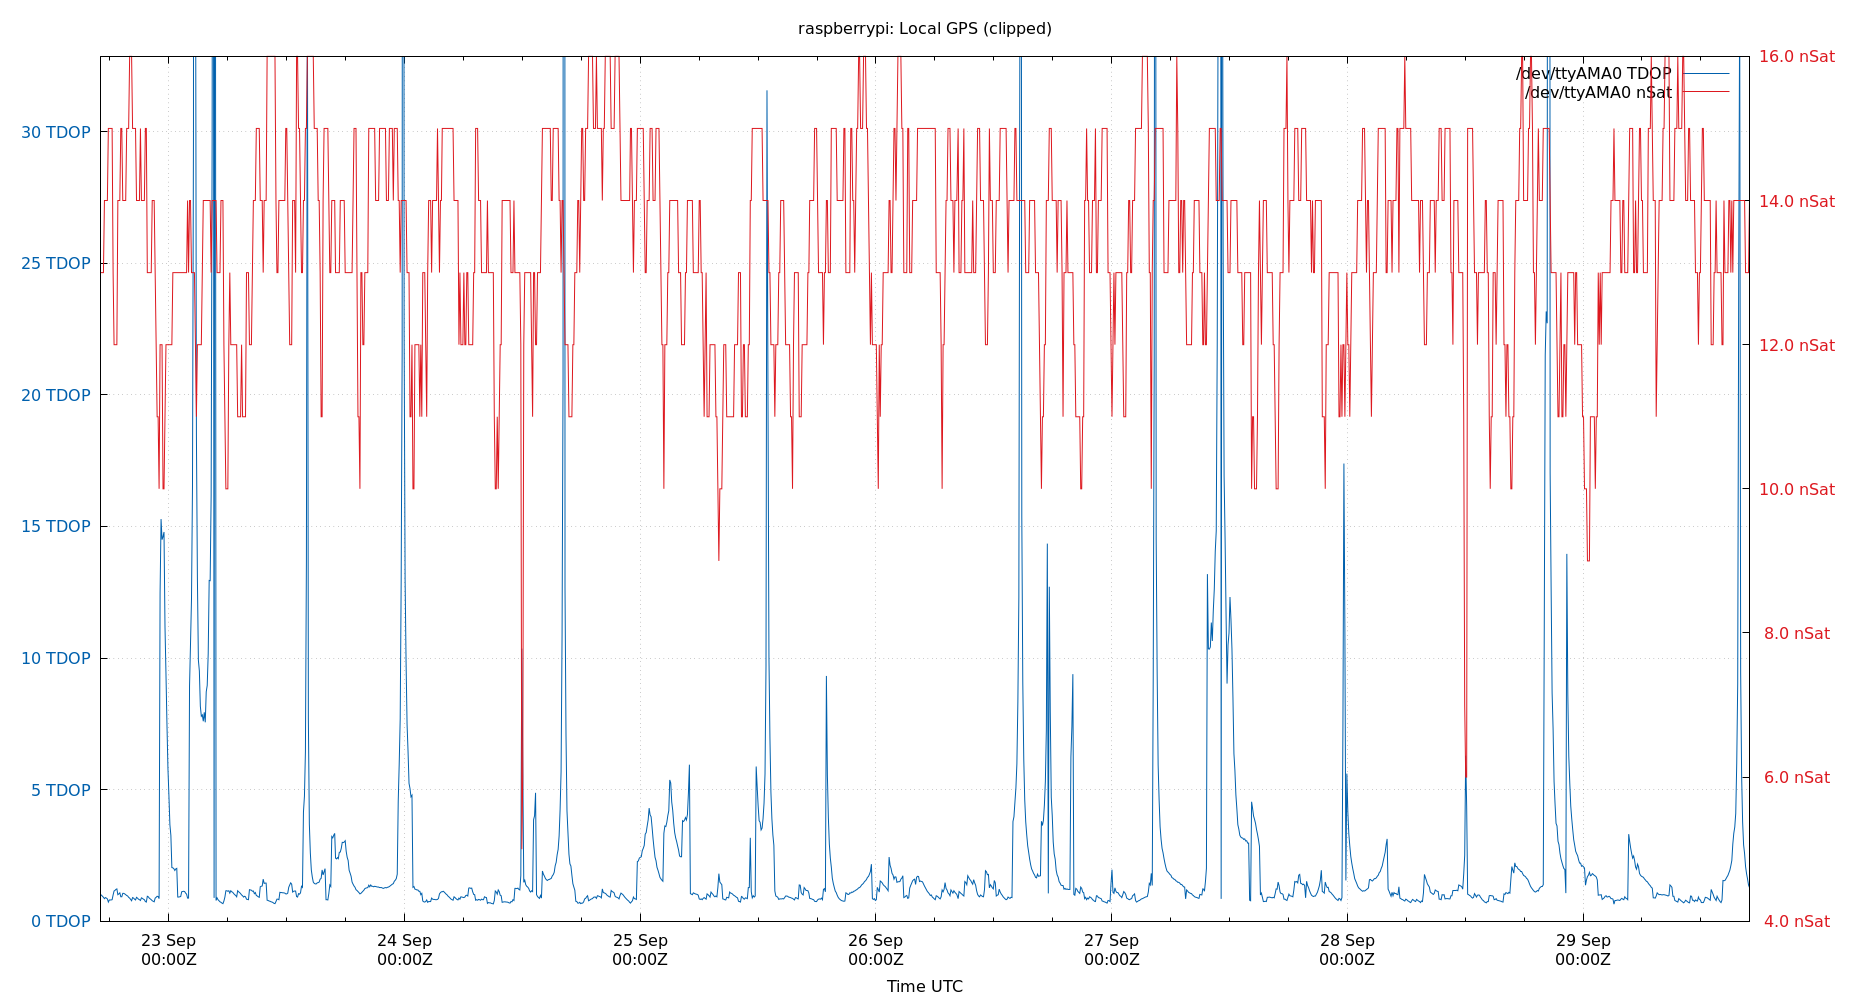 raspberrypi: Local GPS (clipped)
/dev/ttyAMA0 TDOP
/dev/ttyAMA0 nSat
30 TDOP
25 TDOP
20 TDOP
15 TDOP
10 TDOP
5 TDOP
0 TDOP
16.0 nSat
14.0 nSat
12.0 nSat
10.0 nSat
8.0 nSat
6.0 nSat
4.0 nSat
23 Sep
00:00Z
24 Sep
00:00Z
25 Sep
00:00Z
26 Sep
00:00Z
27 Sep
00:00Z
28 Sep
00:00Z
29 Sep
00:00Z
Time UTC